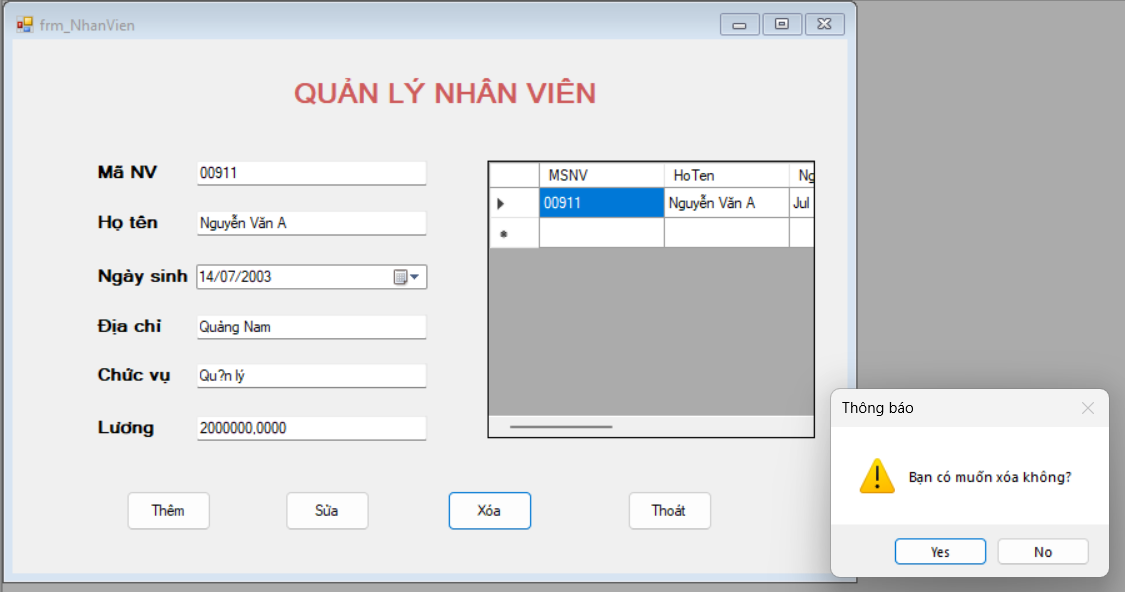 frm_NhanVien
QUẢN LÝ NHÂN VIÊN
Mã NV 00911
Họ tên Nguyễn Văn A
Ngày sinh 14/07/2003
Địa chỉ Quảng Nam
Chức vụ Qu?n lý
Lương 2000000,0000
MSNV HoTen Ng
00911 Nguyễn Văn A Jul
Thêm Sửa Xóa Thoát
Thông báo
Bạn có muốn xóa không?
Yes No